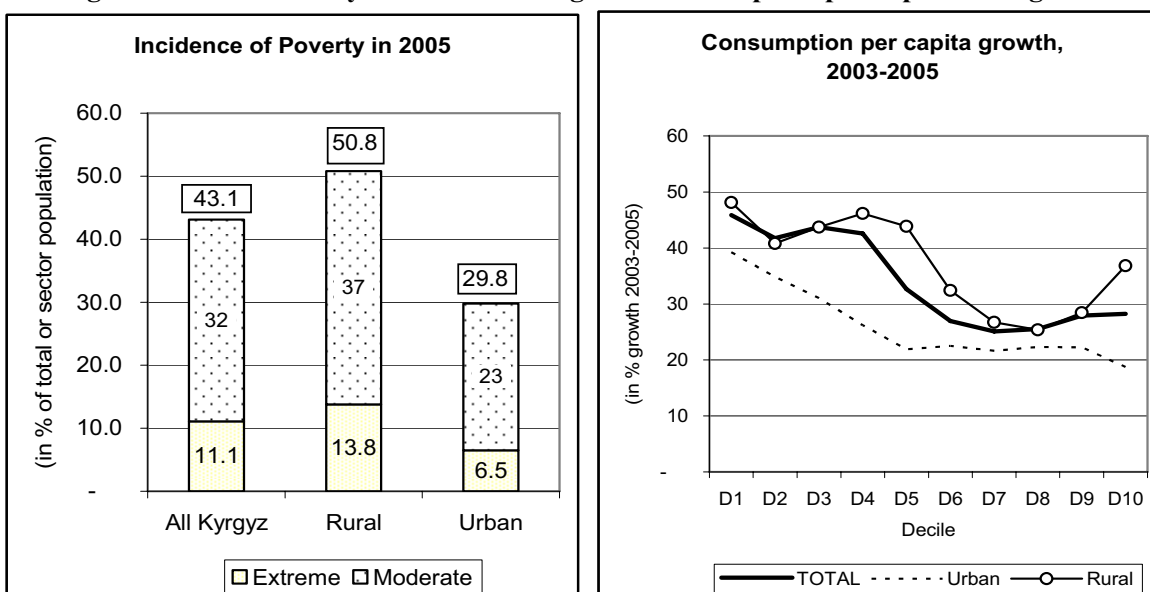 Incidence of Poverty in 2005
(in % of total or sector population)
60.0
50.0
40.0
30.0
20.0
10.0
-
43.1
32
11.1
50.8
37
13.8
29.8
23
6.5
All Kyrgyz Rural Urban
Extreme Moderate
Consumption per capita growth,
2003-2005
(in % growth 2003-2005)
60
50
40
30
20
10
-
D1 D2 D3 D4 D5 D6 D7 D8 D9 D10
Decile
TOTAL Urban Rural